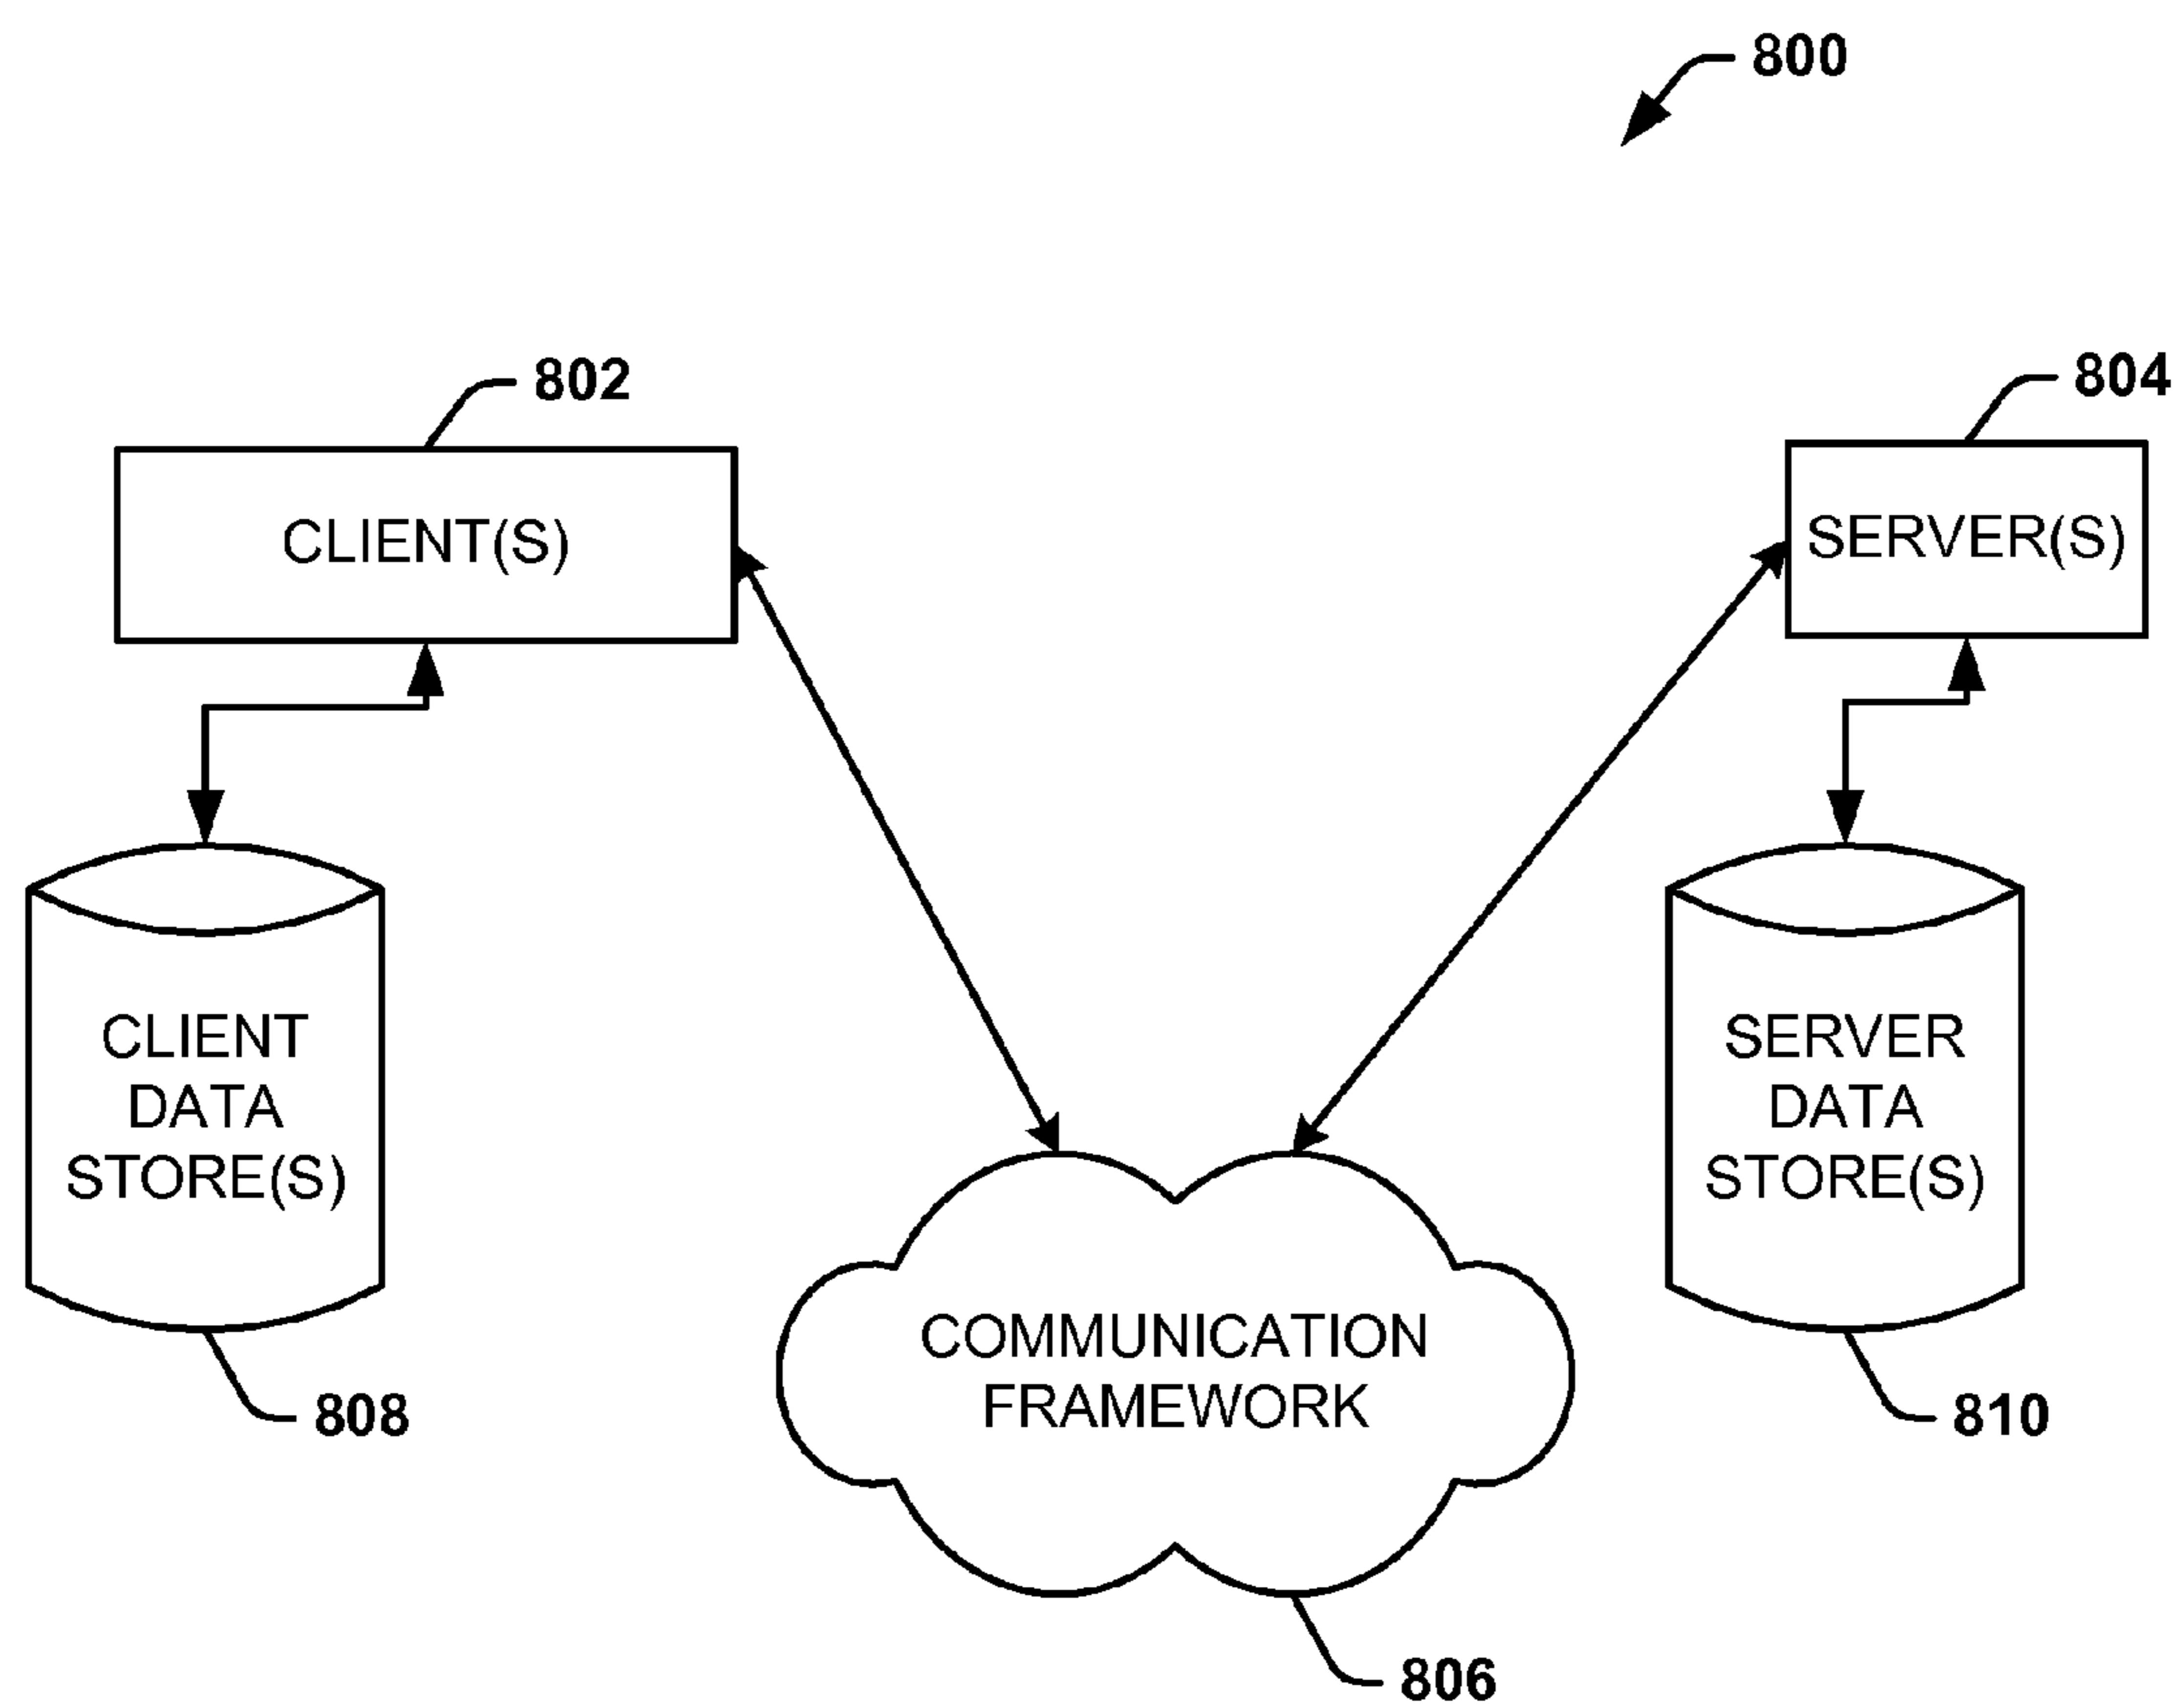 800
802
804
CLIENT(S)
SERVER(S)
CLIENT
DATA
STORE(S)
SERVER
DATA
STORE(S)
COMMUNICATION
FRAMEWORK
808
810
806